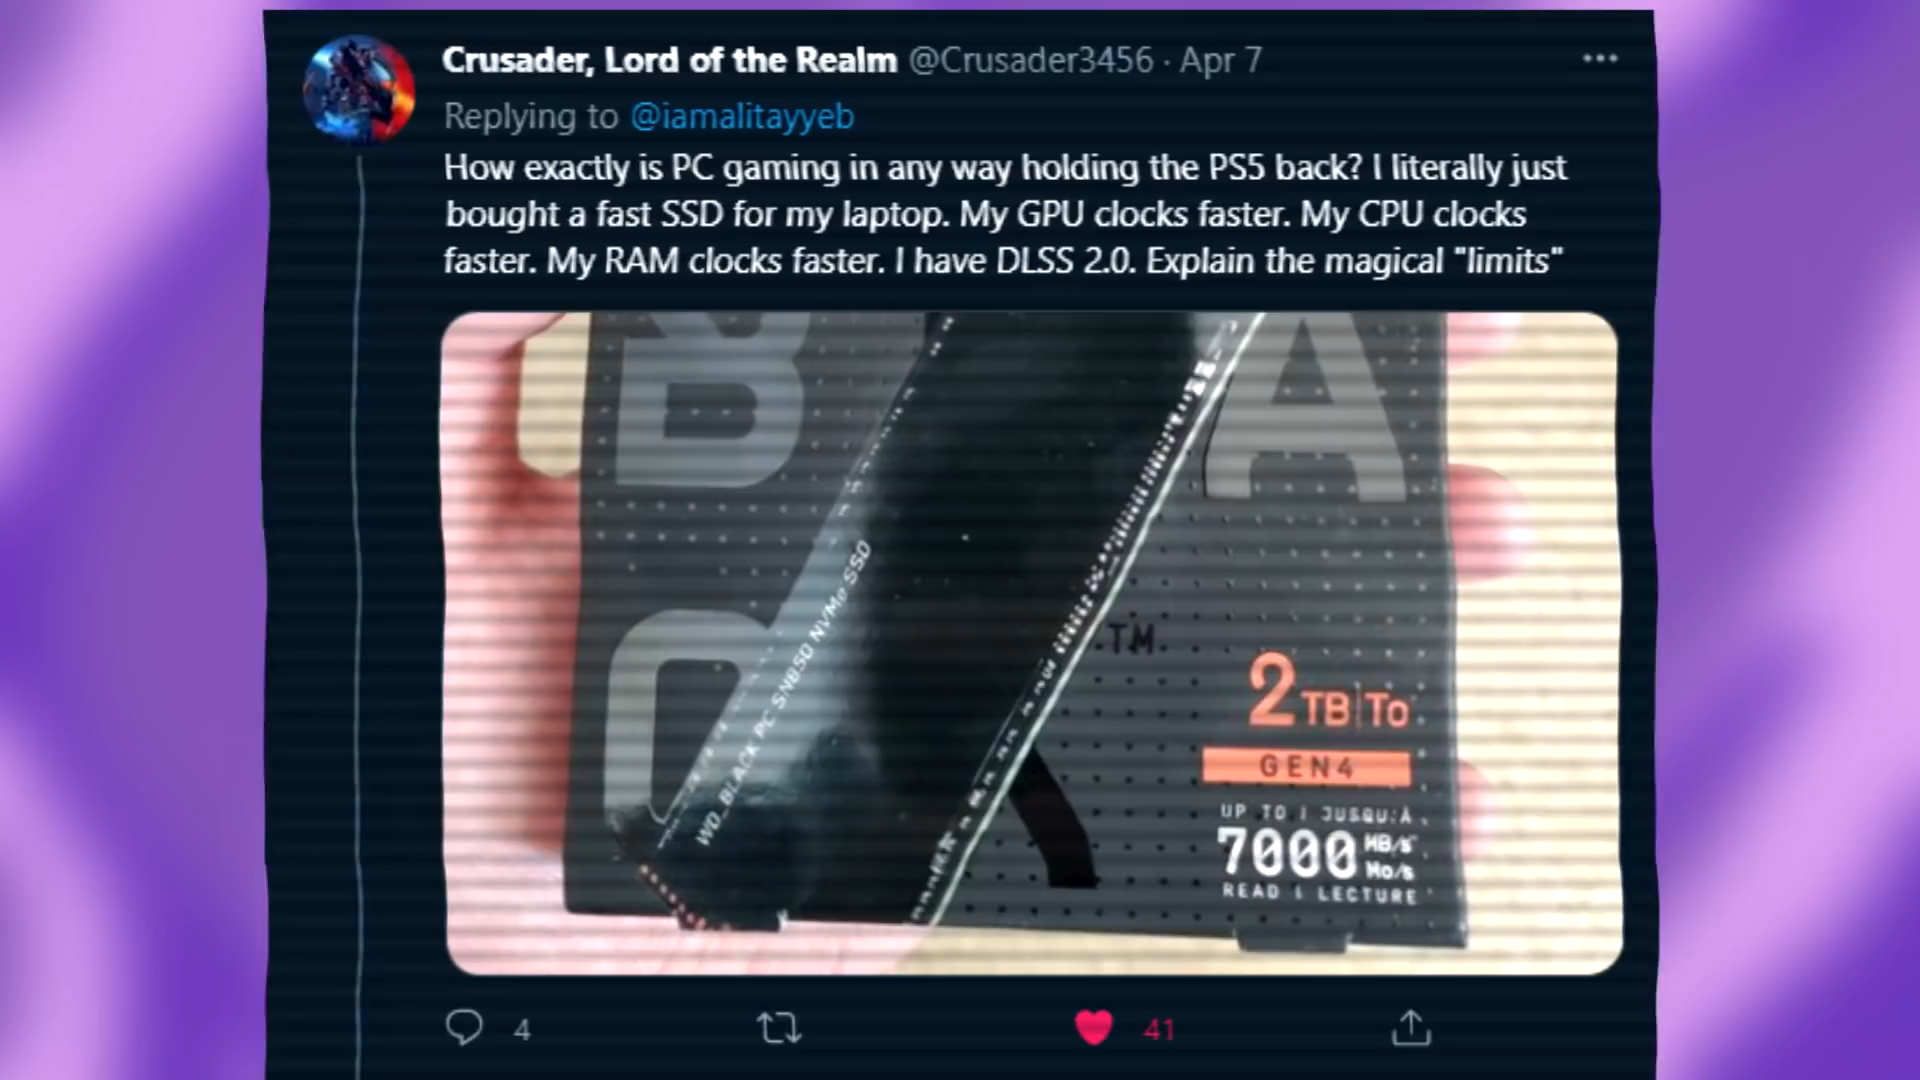 Crusader, Lord of the Realm @Crusader3456 · Apr 7
Replying to @iamalitayyeb
How exactly is PC gaming in any way holding the PS5 back? I literally just
bought a fast SSD for my laptop. My GPU clocks faster. My CPU clocks
faster. My RAM clocks faster. I have DLSS 2.0. Explain the magical "limits"
B A
WD_BLACK PC SN850 NVMe SSD
TM
2 TB|To
GEN4
UP TO | JUSQU'À
7000 MB/s Mo/s
READ | LECTURE
4
41